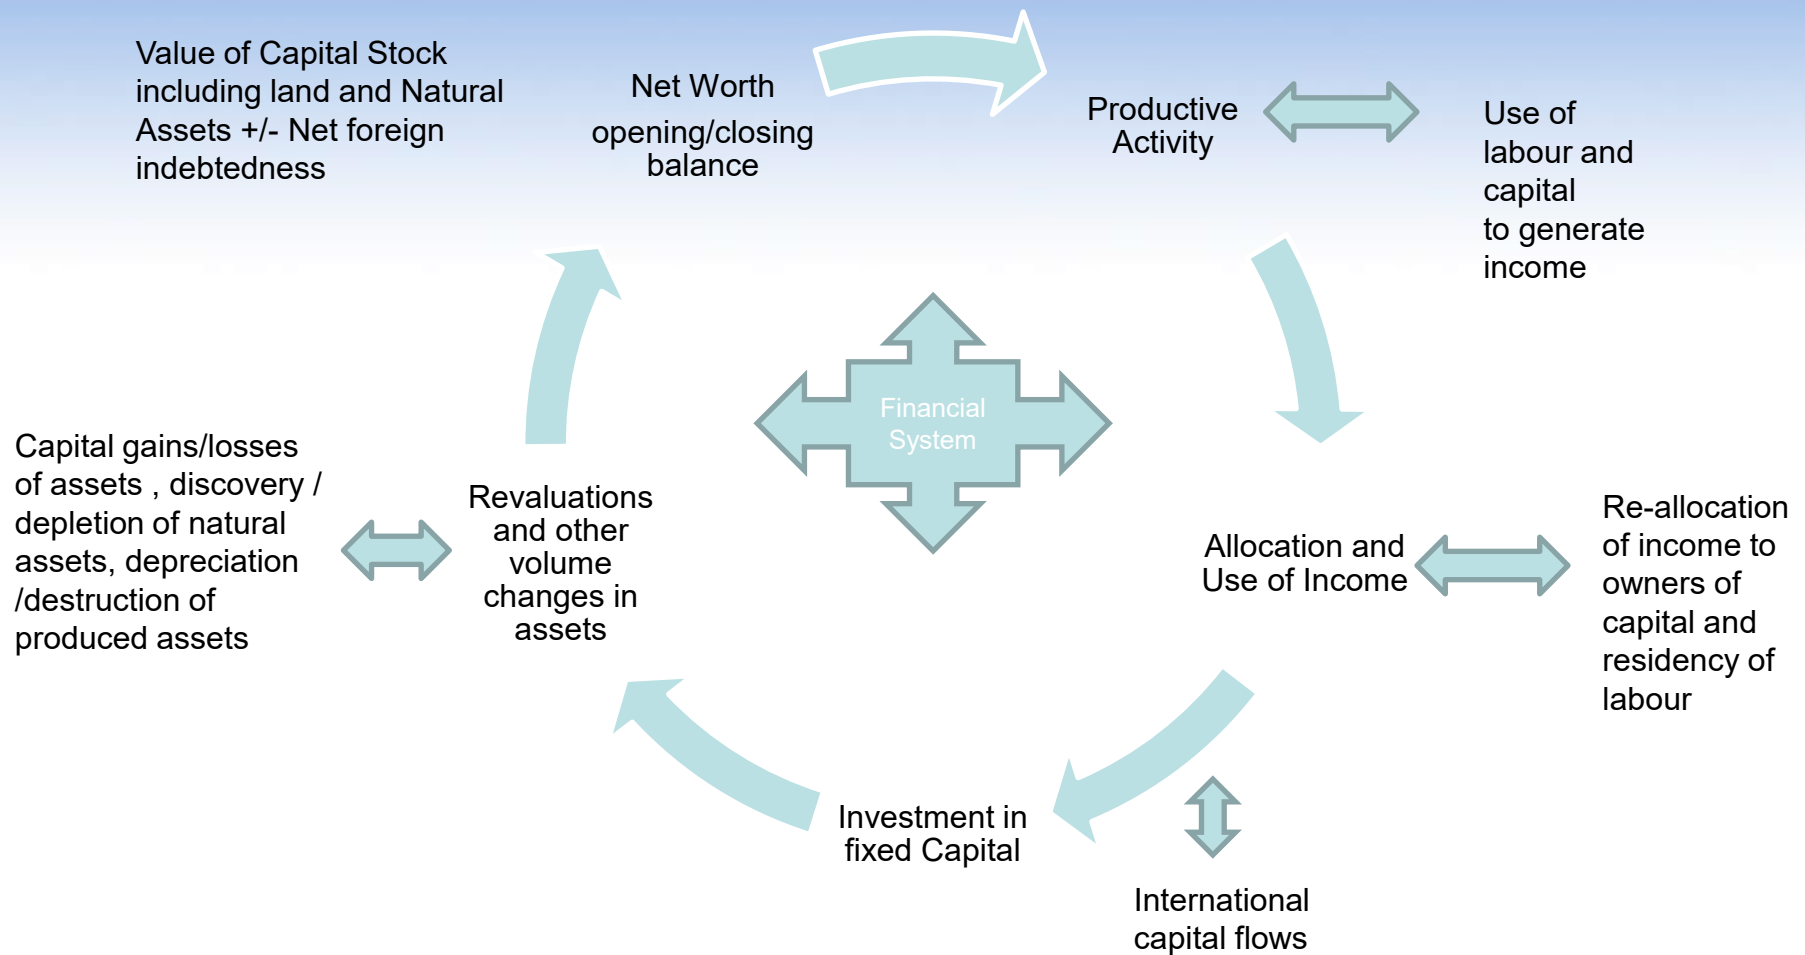 Value of Capital Stock
including land and Natural
Assets +/- Net foreign
indebtedness
Net Worth
opening/closing
balance
Productive
Activity
Use of
labour and
capital
to generate
income
Financial
System
Capital gains/losses
of assets , discovery /
depletion of natural
assets, depreciation
/destruction of
produced assets
Revaluations
and other
volume
changes in
assets
Allocation and
Use of Income
Re-allocation
of income to
owners of
capital and
residency of
labour
Investment in
fixed Capital
International
capital flows